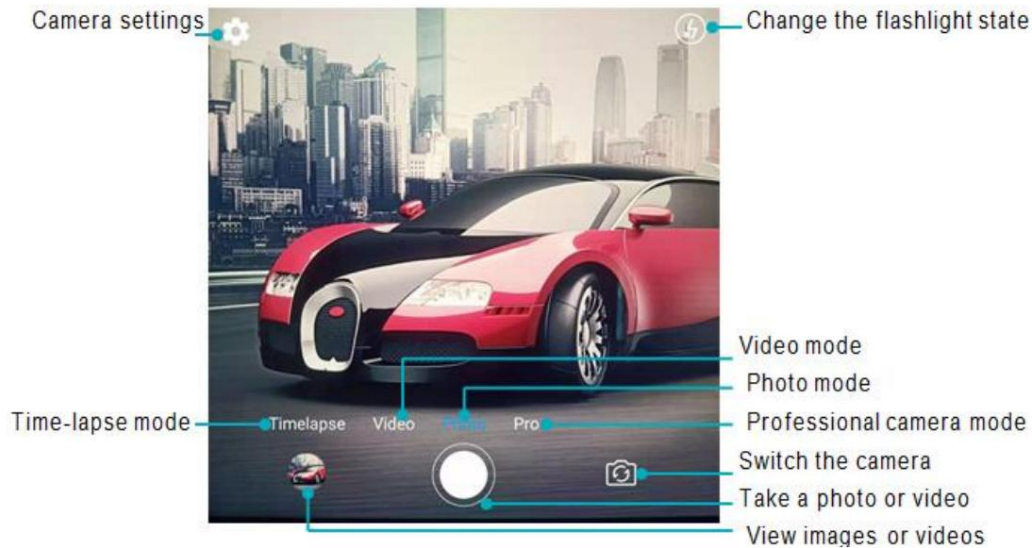 Camera settings
Change the flashlight state
Video mode
Photo mode
Time-lapse mode
Timelapse Video Photo Pro
Professional camera mode
Switch the camera
Take a photo or video
View images or videos